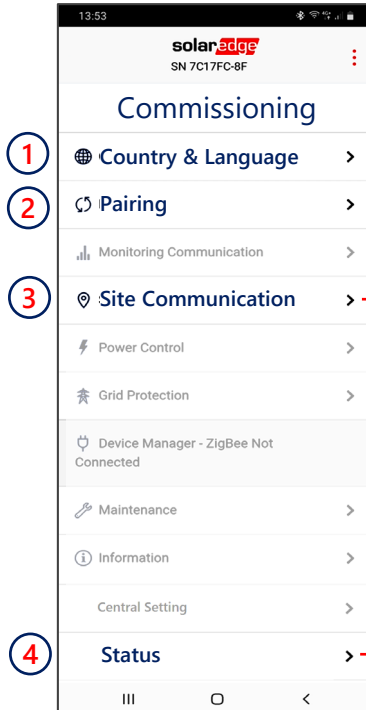 13:53
solaredge
SN 7C17FC-8F
Commissioning
1 Country & Language
2 Pairing
Monitoring Communication
3 Site Communication
Power Control
Grid Protection
Device Manager - ZigBee Not
Connected
Maintenance
Information
Central Setting
4 Status